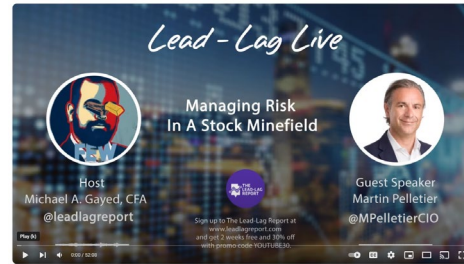 Lead-Lag Live
Managing Risk
In A Stock Minefield
Host
Michael A. Gayed, CFA
@leadlagreport
THE
LEAD-LAG
REPORT
Sign up to The Lead-Lag Report at
www.leadlagreport.com
and get 2 weeks free and 30% off
with promo code YOUTUBE30.
Guest Speaker
Martin Pelletier
@MPelletierCIO
Play (k)
0:00 / 52:08